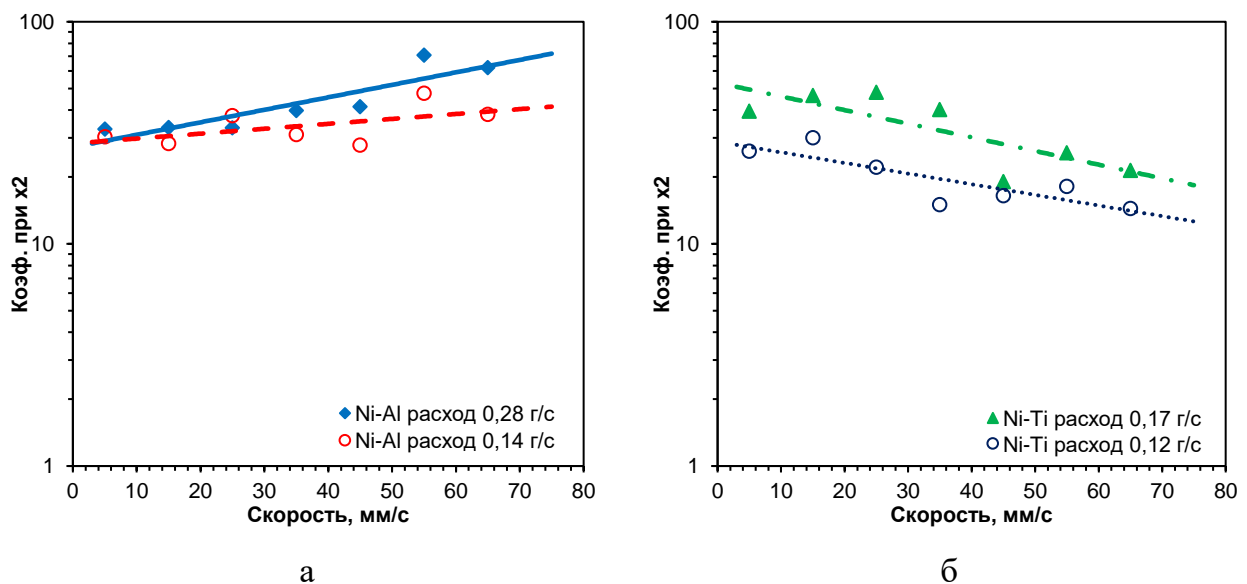 100
10
1
Коэф. при x2
0 10 20 30 40 50 60 70 80
Скорость, мм/с
Ni-Al расход 0,28 г/с
Ni-Al расход 0,14 г/с
а
100
10
1
Коэф. при x2
0 10 20 30 40 50 60 70 80
Скорость, мм/с
Ni-Ti расход 0,17 г/с
Ni-Ti расход 0,12 г/с
б